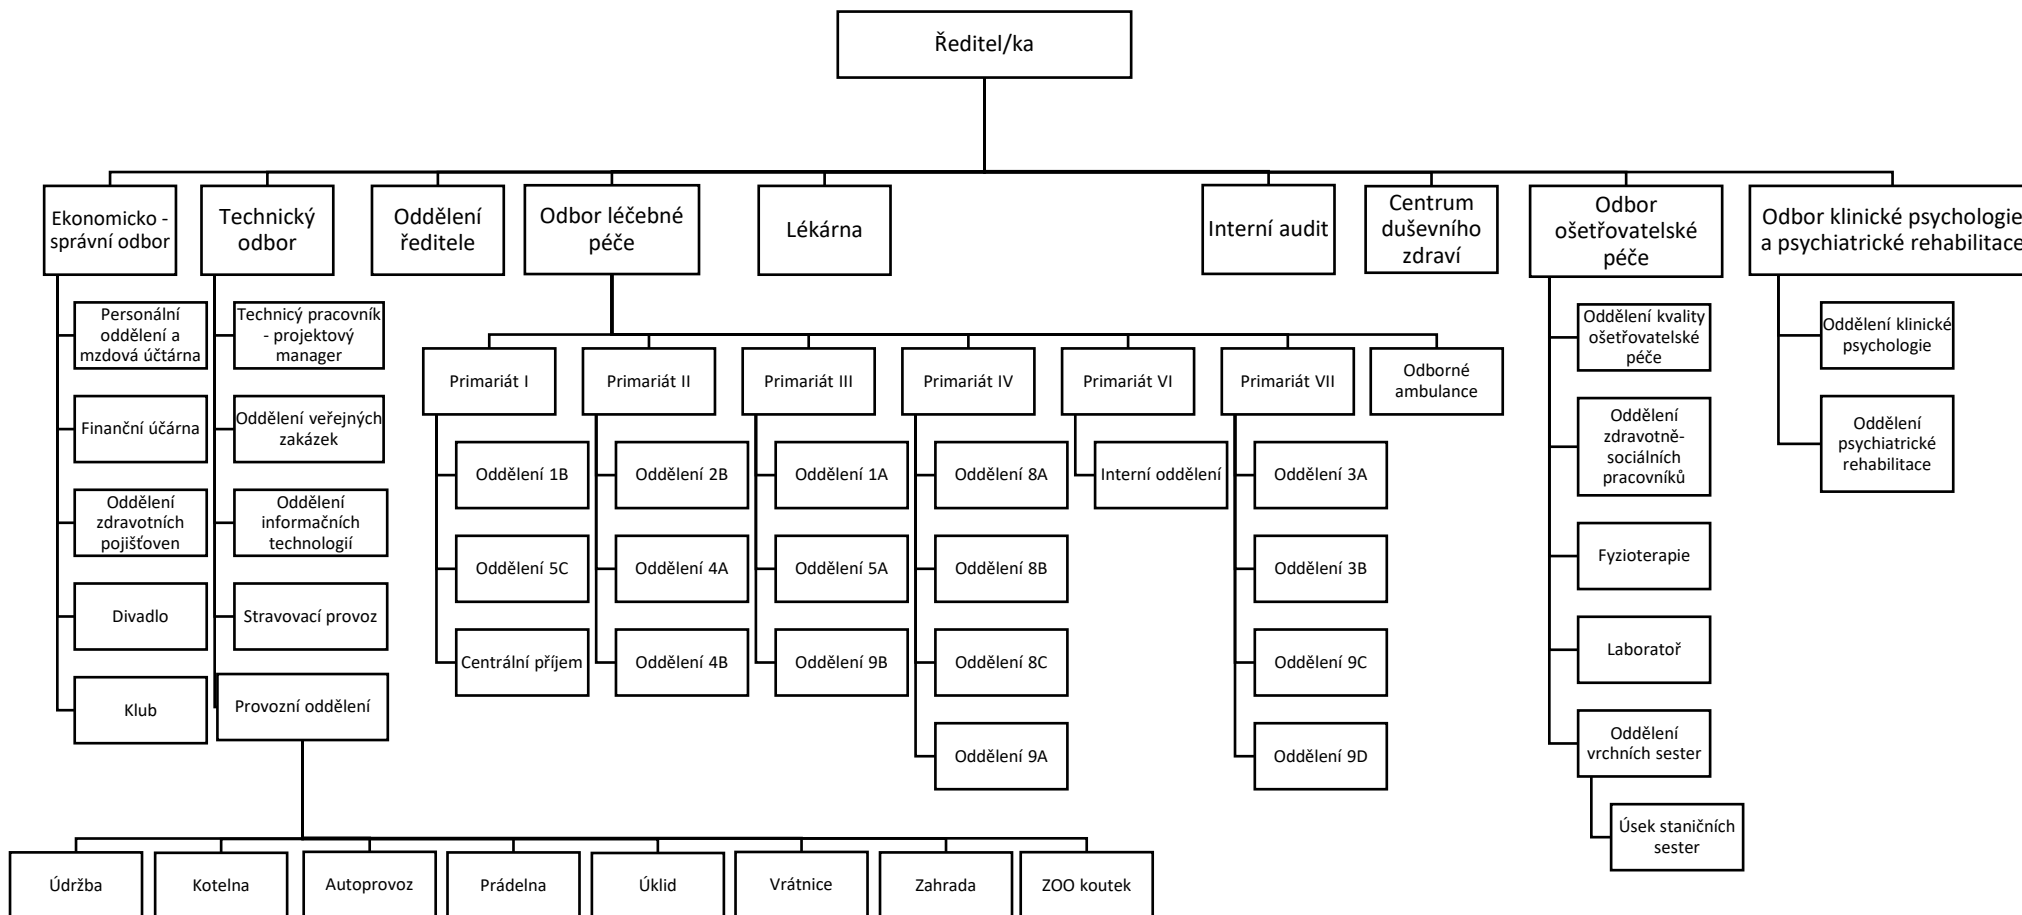 Ředitel/ka
Ekonomicko -
správní odbor
Technický
odbor
Oddělení
ředitele
Odbor léčebné
péče
Lékárna
Interní audit
Centrum
duševního
zdraví
Odbor
ošetřovatelské
péče
Odbor klinické psychologie
a psychiatrické rehabilitace
Personální
oddělení a
mzdová účtárna
Finanční účárna
Oddělení
zdravotních
pojišťoven
Divadlo
Klub
Technicý pracovník
- projektový
manager
Oddělení veřejných
zakázek
Oddělení
informačních
technologií
Stravovací provoz
Provozní oddělení
Údržba
Kotelna
Autoprovoz
Prádelna
Úklid
Vrátnice
Zahrada
ZOO koutek
Primariát I
Oddělení 1B
Oddělení 5C
Centrální příjem
Primariát II
Oddělení 2B
Oddělení 4A
Oddělení 4B
Primariát III
Oddělení 1A
Oddělení 5A
Oddělení 9B
Primariát IV
Oddělení 8A
Oddělení 8B
Oddělení 8C
Oddělení 9A
Primariát VI
Interní oddělení
Primariát VII
Oddělení 3A
Oddělení 3B
Oddělení 9C
Oddělení 9D
Odborné
ambulance
Oddělení kvality
ošetřovatelské
péče
Oddělení
zdravotně-
sociálních
pracovníků
Fyzioterapie
Laboratoř
Oddělení
vrchních sester
Úsek staničních
sester
Oddělení klinické
psychologie
Oddělení
psychiatrické
rehabilitace